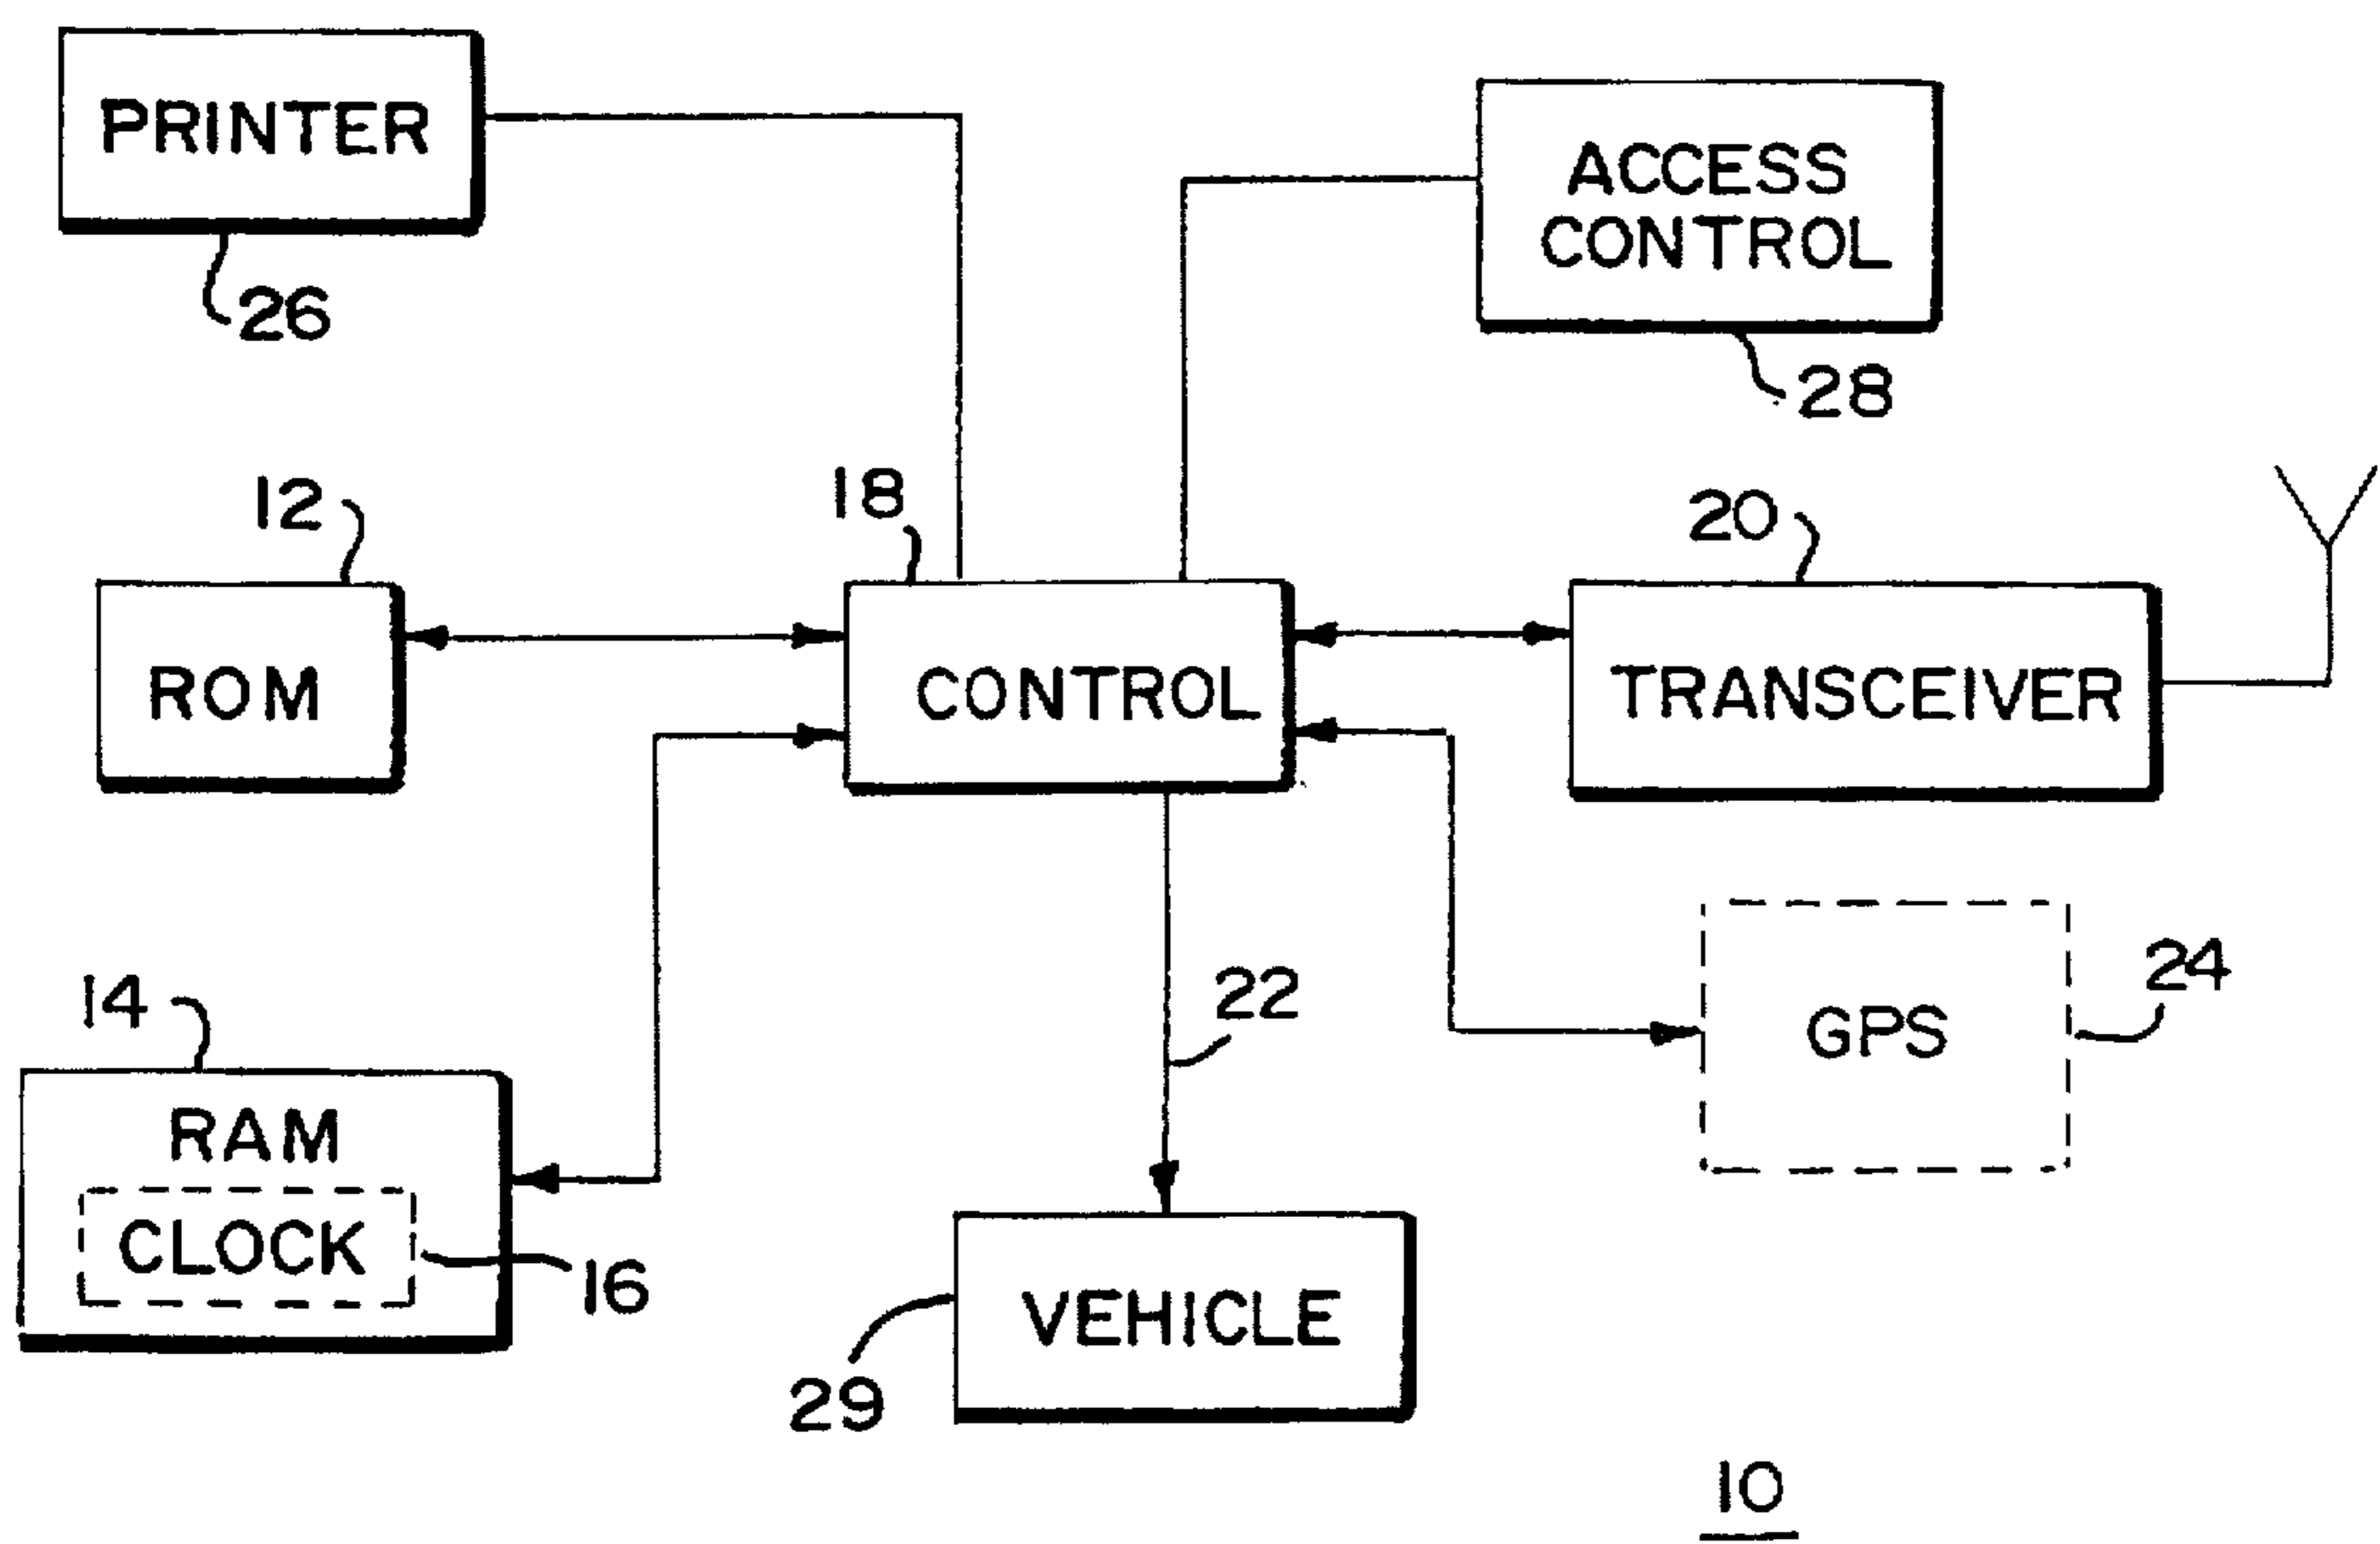 PRINTER
26
ACCESS
CONTROL
28
12
ROM
18
CONTROL
20
TRANSCEIVER
14
RAM
CLOCK
16
22
GPS
24
VEHICLE
29
10